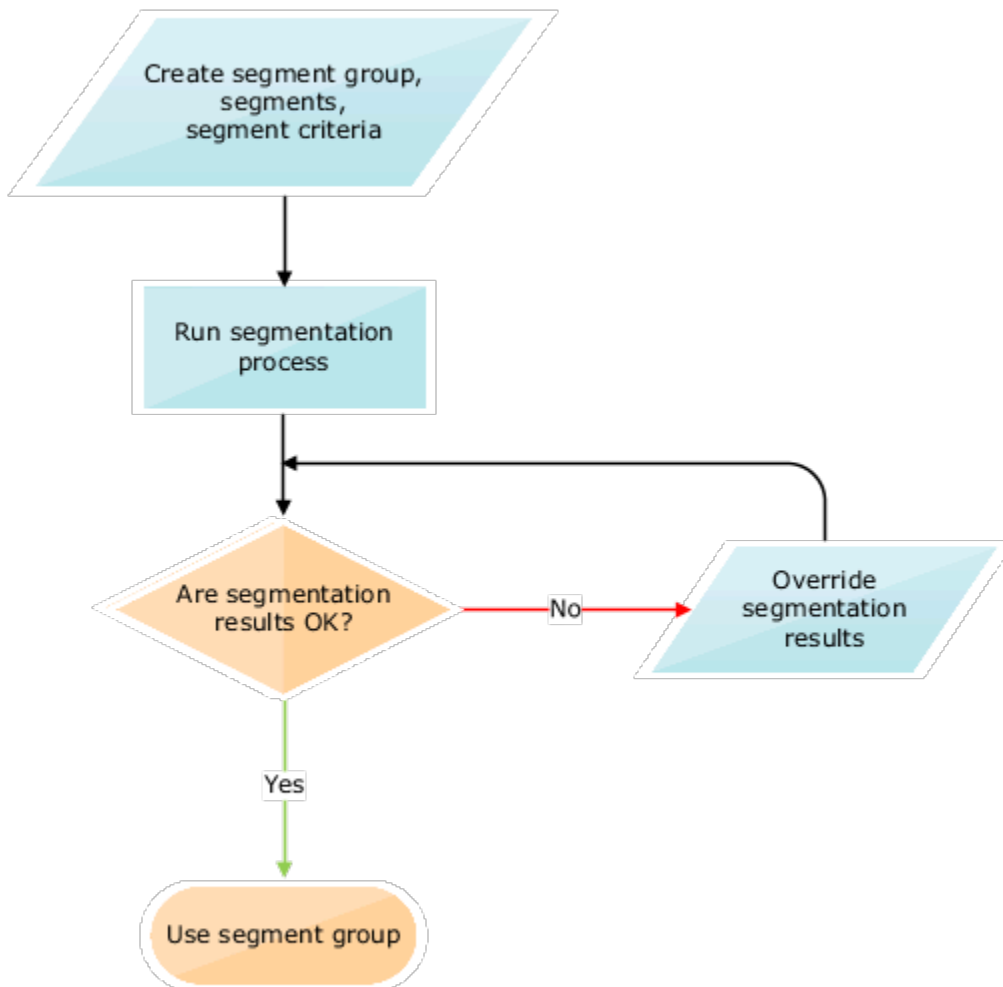 Create segment group,
segments,
segment criteria
Run segmentation
process
Are segmentation
results OK?
No
Override
segmentation
results
Yes
Use segment group